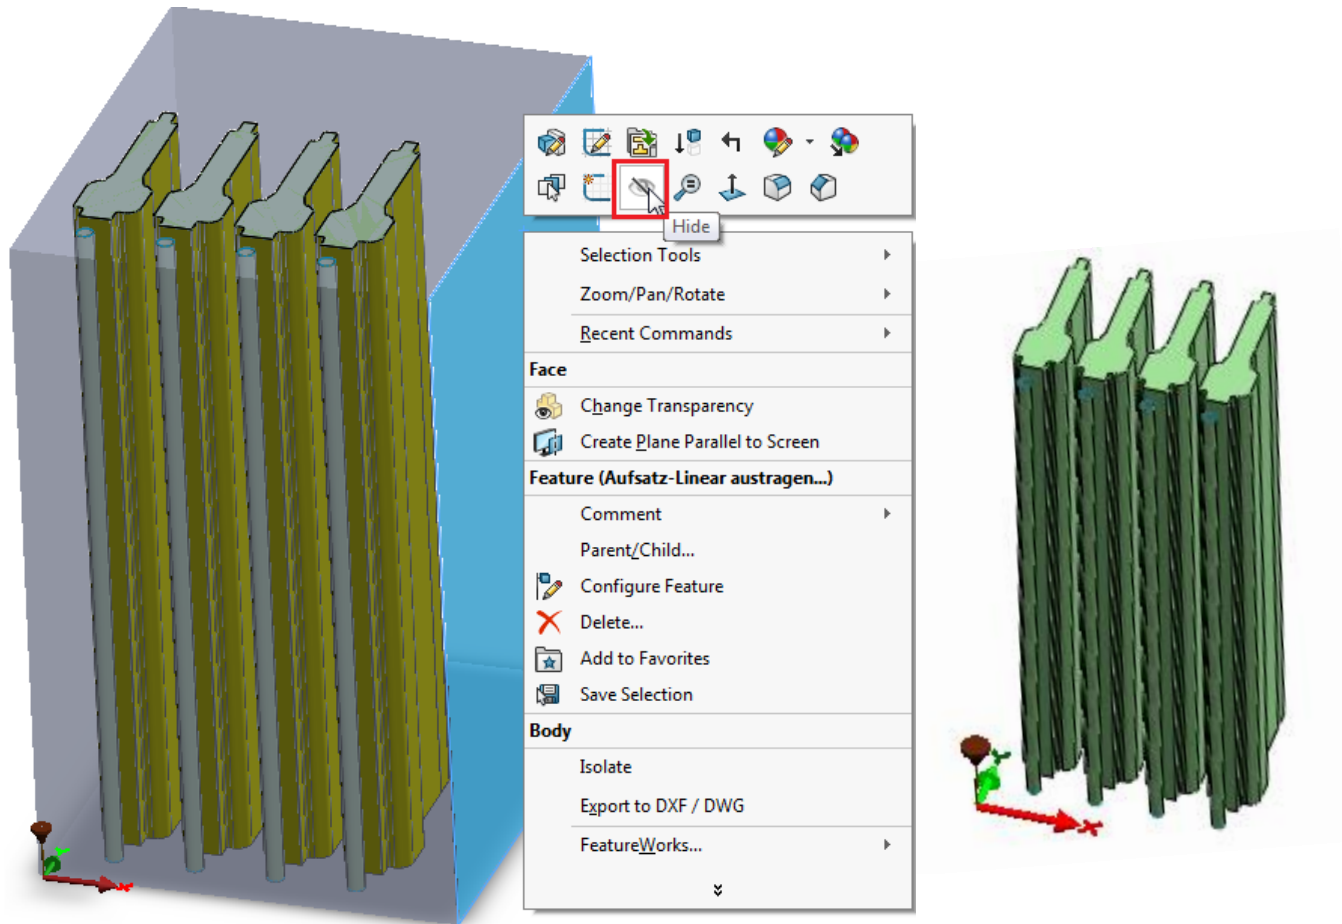 Hide
Selection Tools
Zoom/Pan/Rotate
Recent Commands
Face
Change Transparency
Create Plane Parallel to Screen
Feature (Aufsatz-Linear austragen...)
Comment
Parent/Child...
Configure Feature
Delete...
Add to Favorites
Save Selection
Body
Isolate
Export to DXF / DWG
FeatureWorks...